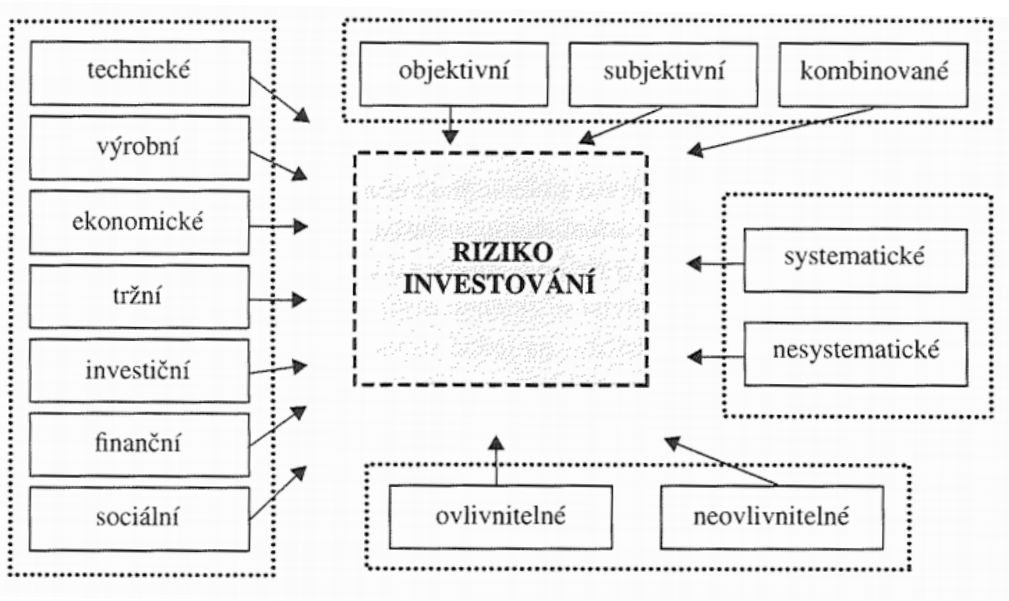 technické
výrobní
ekonomické
tržní
investiční
finanční
sociální
objektivní
subjektivní
kombinované
RIZIKO
INVESTOVÁNÍ
systematické
nesystematické
ovlivnitelné
neovlivnitelné